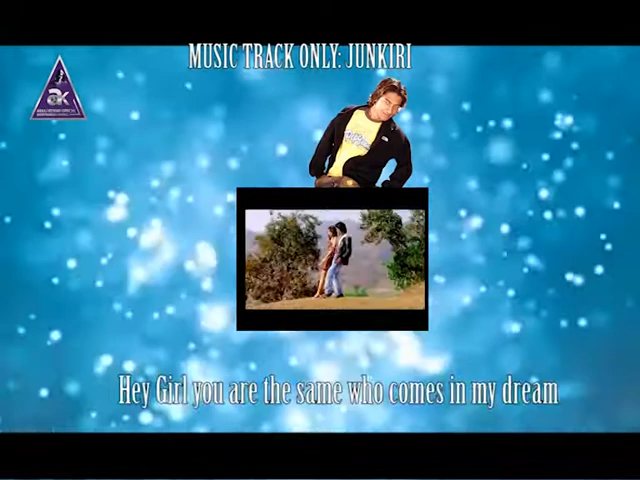 MUSIC TRACK ONLY: JUNKIRI
Hey Girl you are the same who comes in my dream